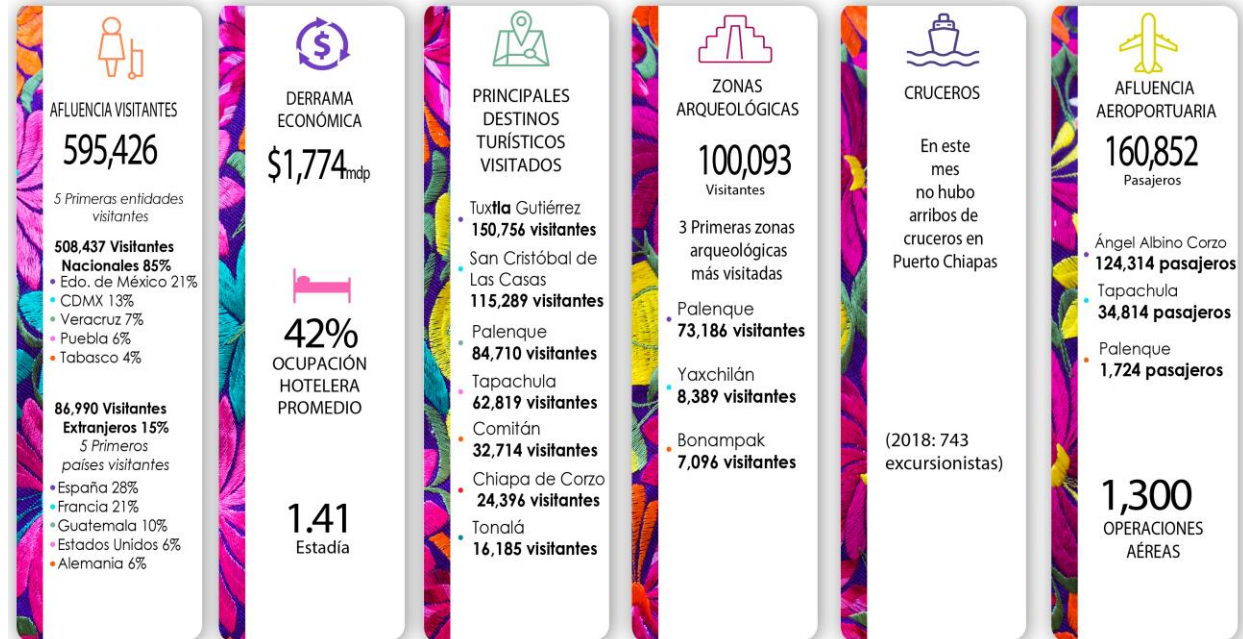 AFLUENCIA VISITANTES
595,426
5 Primeras entidades
visitantes
508,437 Visitantes
Nacionales 85%
• Edo. de México 21%
• CDMX 13%
• Veracruz 7%
• Puebla 6%
• Tabasco 4%
86,990 Visitantes
Extranjeros 15%
5 Primeros
países visitantes
• España 28%
• Francia 21%
• Guatemala 10%
• Estados Unidos 6%
• Alemania 6%
$
DERRAMA
ECONÓMICA
$1,774mdp
42%
OCUPACIÓN
HOTELERA
PROMEDIO
1.41
Estadía
PRINCIPALES
DESTINOS
TURÍSTICOS
VISITADOS
Tuxtla Gutiérrez
• 150,756 visitantes
San Cristóbal de
• Las Casas
115,289 visitantes
Palenque
• 84,710 visitantes
Tapachula
• 62,819 visitantes
Comitán
• 32,714 visitantes
Chiapa de Corzo
• 24,396 visitantes
Tonalá
• 16,185 visitantes
ZONAS
ARQUEOLÓGICAS
100,093
Visitantes
3 Primeras zonas
arqueológicas
más visitadas
Palenque
• 73,186 visitantes
Yaxchilán
• 8,389 visitantes
Bonampak
• 7,096 visitantes
CRUCEROS
En este
mes
no hubo
arribos de
cruceros en
Puerto Chiapas
(2018: 743
excursionistas)
AFLUENCIA
AEROPORTUARIA
160,852
Pasajeros
Ángel Albino Corzo
• 124,314 pasajeros
Tapachula
• 34,814 pasajeros
Palenque
• 1,724 pasajeros
1,300
OPERACIONES
AÉREAS